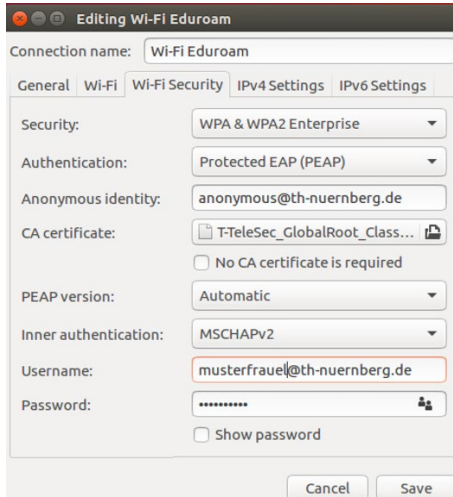 Editing Wi-Fi Eduroam
Connection name: Wi-Fi Eduroam
General Wi-Fi Wi-Fi Security IPv4 Settings IPv6 Settings
Security: WPA & WPA2 Enterprise
Authentication: Protected EAP (PEAP)
Anonymous identity: anonymous@th-nuernberg.de
CA certificate: T-TeleSec_GlobalRoot_Class...
No CA certificate is required
PEAP version: Automatic
Inner authentication: MSCHAPv2
Username: musterfrauel@th-nuernberg.de
Password: ••••••••••
Show password
Cancel Save